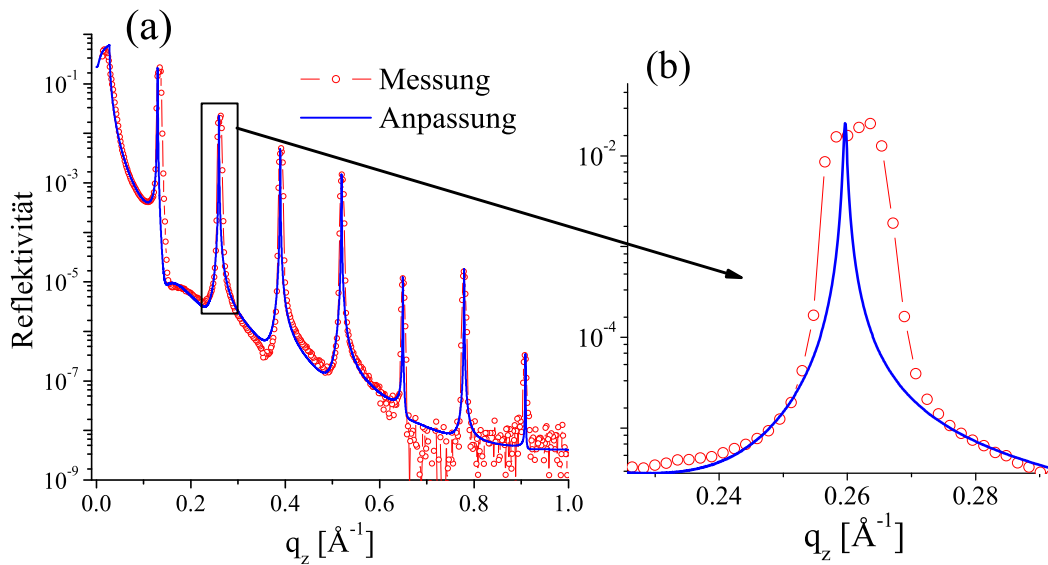 (a)
(b)
Messung
Anpassung
Reflektivität
10⁻¹
10⁻³
10⁻⁵
10⁻⁷
10⁻⁹
0.0 0.2 0.4 0.6 0.8 1.0
q_z [Å⁻¹]
10⁻²
10⁻⁴
0.24 0.26 0.28
q_z [Å⁻¹]